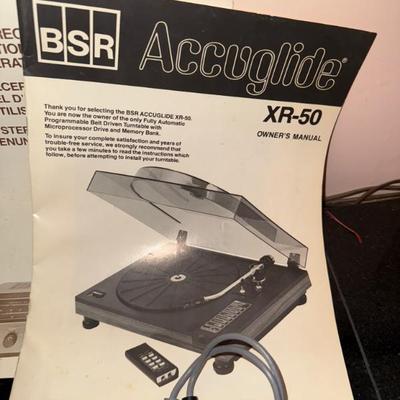 BSR
Accuglide®
XR-50
OWNER'S MANUAL
Thank you for selecting the BSR ACCUGLIDE XR-50.
You are now the owner of the only Fully Automatic
Programmable Belt Driven Turntable with
Microprocessor Drive and Memory Bank.
To insure your complete satisfaction and years of
trouble-free service, we strongly recommend that
you take a few minutes to read the instructions which
follow, before attempting to install your turntable.